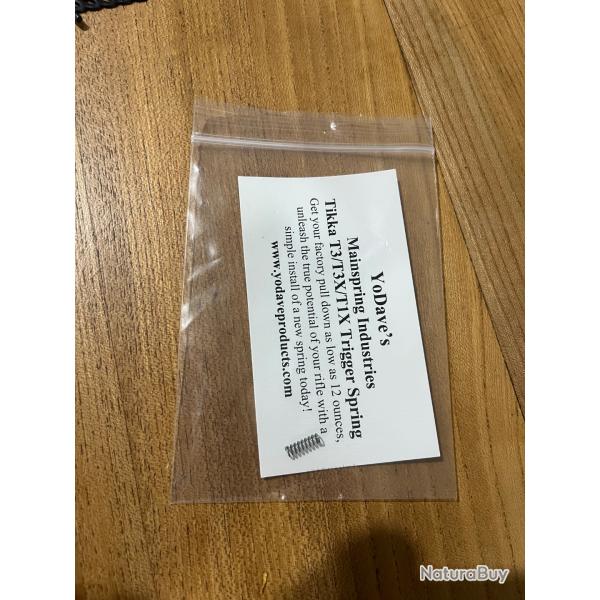 YoDave's
Mainspring Industries
Tikka T3/T3X/T1X Trigger Spring
Get your factory pull down as low as 12 ounces,
unleash the true potential of your rifle with a
simple install of a new spring today!
www.yodaveproducts.com
NaturaBuy